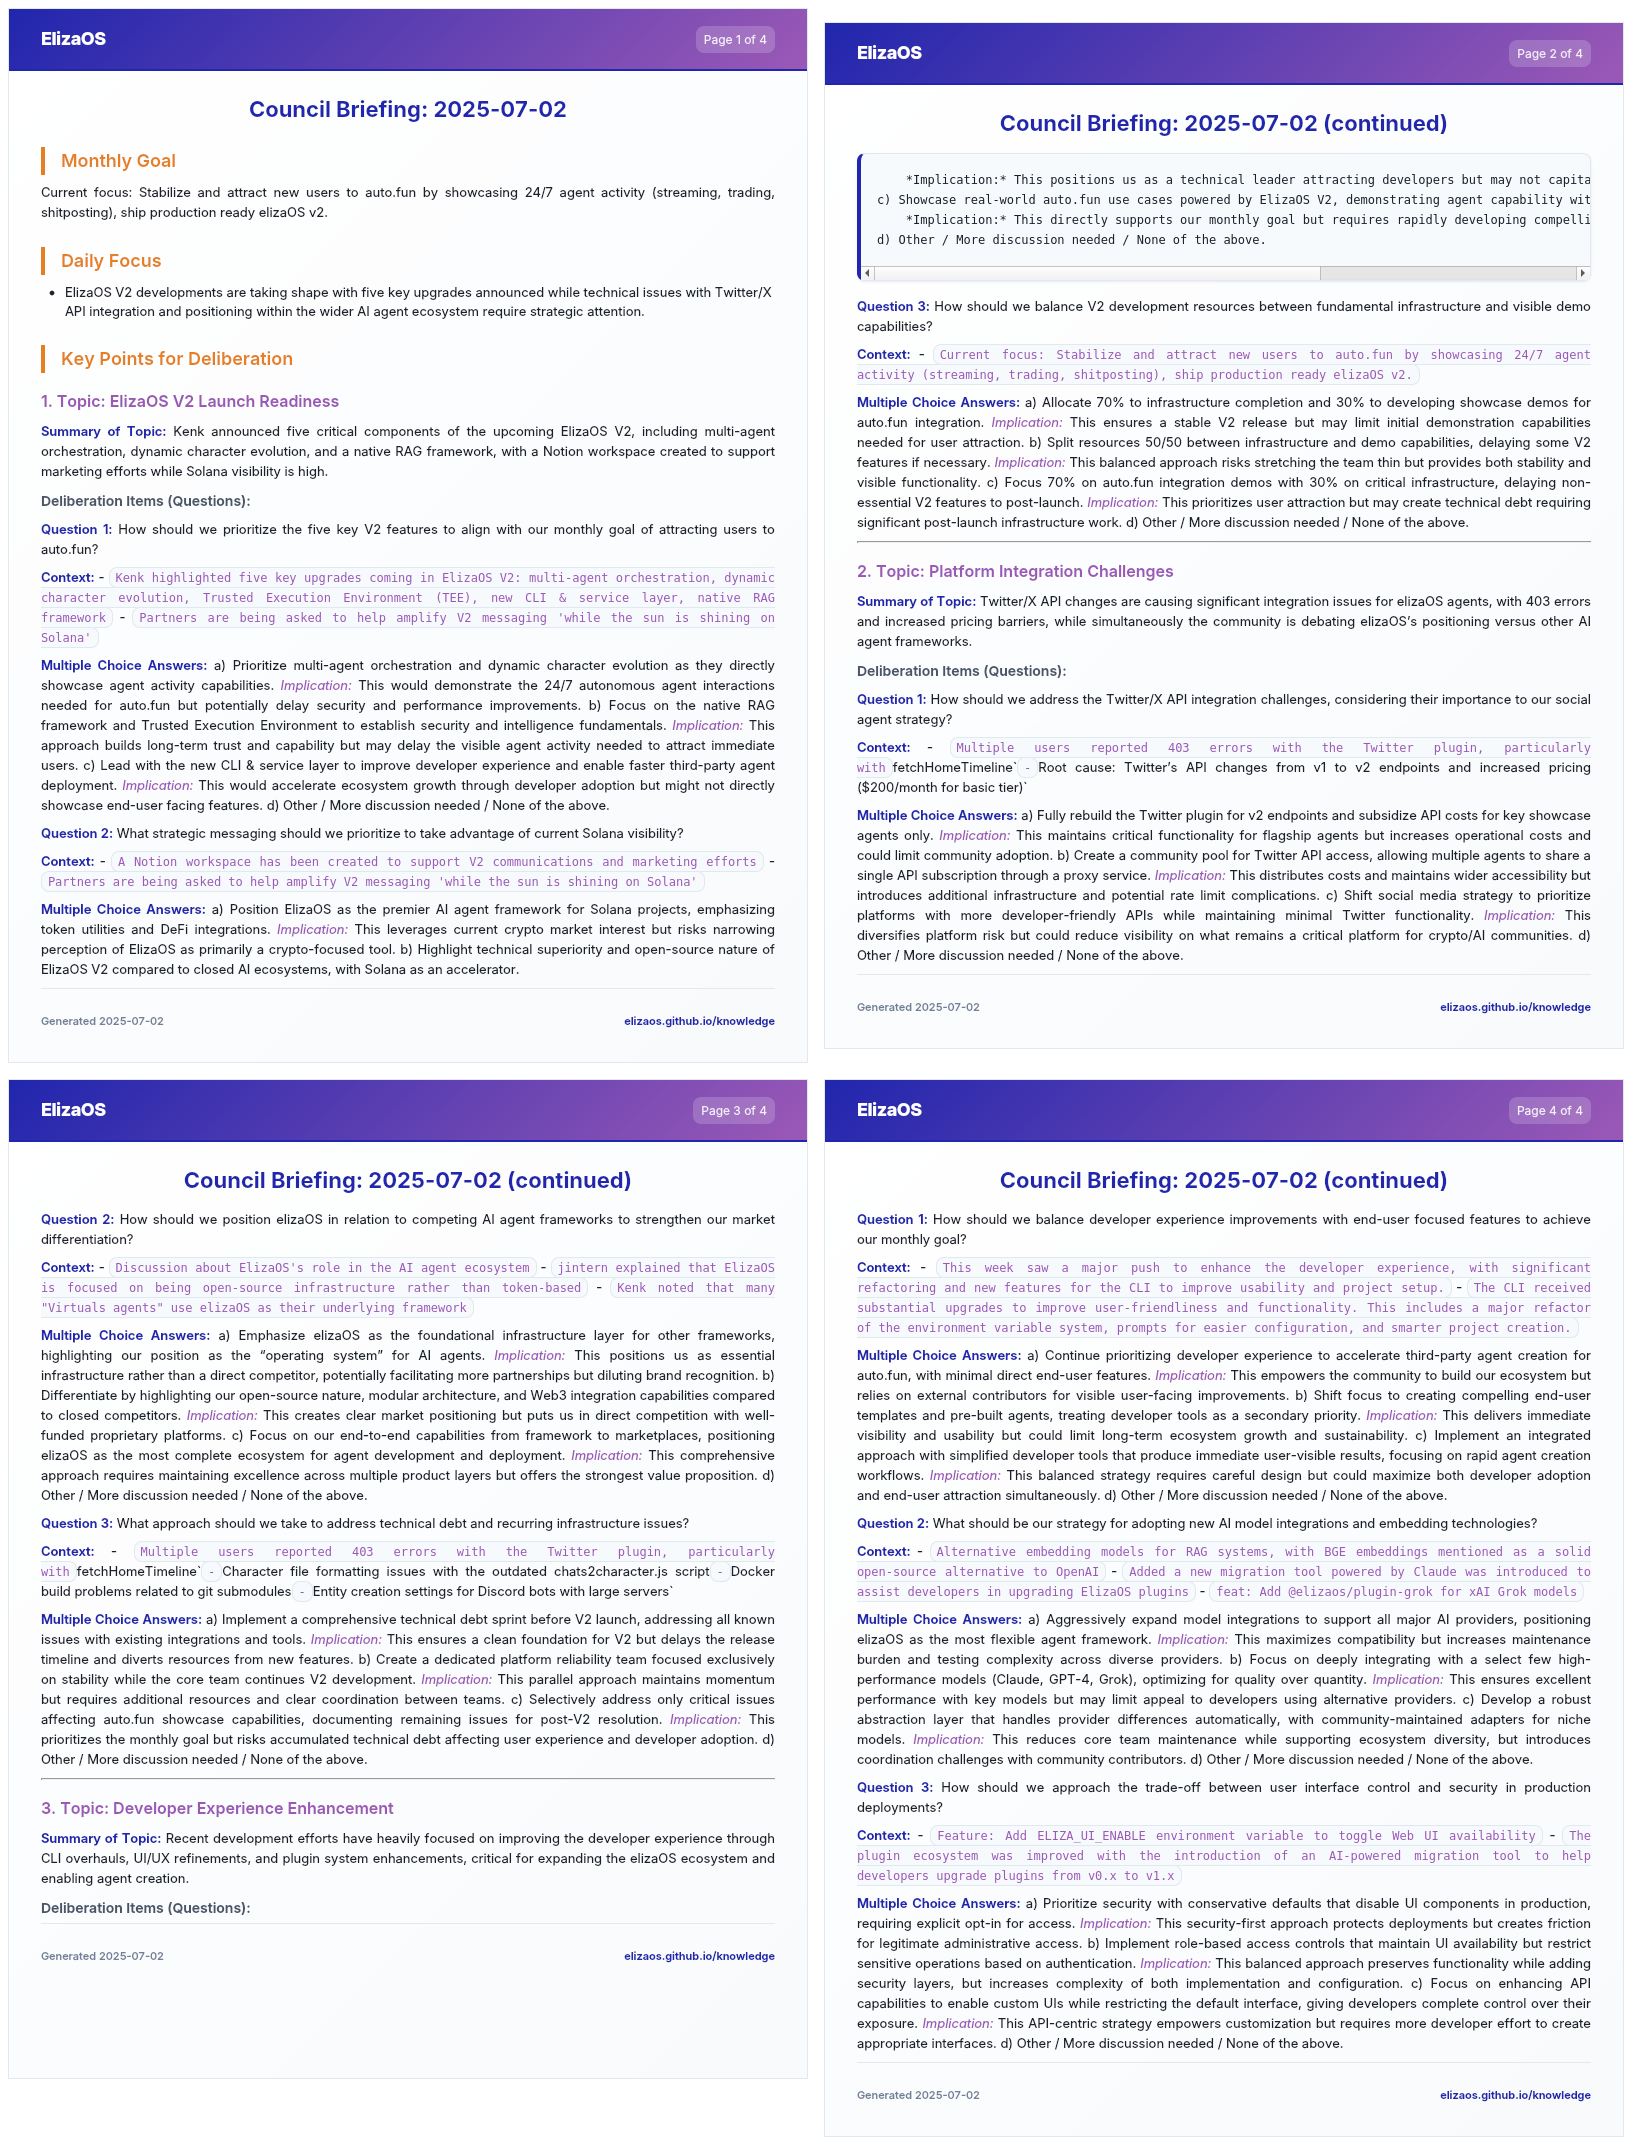 ElizaOS
Page 1 of 4
Council Briefing: 2025-07-02
Monthly Goal
Current focus: Stabilize and attract new users to auto.fun by showcasing 24/7 agent activity (streaming, trading,
shitposting), ship production ready elizaOS v2.
Daily Focus
• ElizaOS V2 developments are taking shape with five key upgrades announced while technical issues with Twitter/X
API integration and positioning within the wider AI agent ecosystem require strategic attention.
Key Points for Deliberation
1. Topic: ElizaOS V2 Launch Readiness
Summary of Topic: Kenk announced five critical components of the upcoming ElizaOS V2, including multi-agent
orchestration, dynamic character evolution, and a native RAG framework, with a Notion workspace created to support
marketing efforts while Solana visibility is high.
Deliberation Items (Questions):
Question 1: How should we prioritize the five key V2 features to align with our monthly goal of attracting users to
auto.fun?
Context: - Kenk highlighted five key upgrades coming in ElizaOS V2: multi-agent orchestration, dynamic
character evolution, Trusted Execution Environment (TEE), new CLI & service layer, native RAG
framework - Partners are being asked to help amplify V2 messaging 'while the sun is shining on
Solana'
Multiple Choice Answers: a) Prioritize multi-agent orchestration and dynamic character evolution as they directly
showcase agent activity capabilities. Implication: This would demonstrate the 24/7 autonomous agent interactions
needed for auto.fun but potentially delay security and performance improvements. b) Focus on the native RAG
framework and Trusted Execution Environment to establish security and intelligence fundamentals. Implication: This
approach builds long-term trust and capability but may delay the visible agent activity needed to attract immediate
users. c) Lead with the new CLI & service layer to improve developer experience and enable faster third-party agent
deployment. Implication: This would accelerate ecosystem growth through developer adoption but might not directly
showcase end-user facing features. d) Other / More discussion needed / None of the above.
Question 2: What strategic messaging should we prioritize to take advantage of current Solana visibility?
Context: - A Notion workspace has been created to support V2 communications and marketing efforts -
Partners are being asked to help amplify V2 messaging 'while the sun is shining on Solana'
Multiple Choice Answers: a) Position ElizaOS as the premier AI agent framework for Solana projects, emphasizing
token utilities and DeFi integrations. Implication: This leverages current crypto market interest but risks narrowing
perception of ElizaOS as primarily a crypto-focused tool. b) Highlight technical superiority and open-source nature of
ElizaOS V2 compared to closed AI ecosystems, with Solana as an accelerator.
Generated 2025-07-02
elizaos.github.io/knowledge
ElizaOS
Page 2 of 4
Council Briefing: 2025-07-02 (continued)
*Implication:* This positions us as a technical leader attracting developers but may not capita
c) Showcase real-world auto.fun use cases powered by ElizaOS V2, demonstrating agent capability wit
*Implication:* This directly supports our monthly goal but requires rapidly developing compelli
d) Other / More discussion needed / None of the above.
Question 3: How should we balance V2 development resources between fundamental infrastructure and visible demo
capabilities?
Context: - Current focus: Stabilize and attract new users to auto.fun by showcasing 24/7 agent
activity (streaming, trading, shitposting), ship production ready elizaOS v2.
Multiple Choice Answers: a) Allocate 70% to infrastructure completion and 30% to developing showcase demos for
auto.fun integration. Implication: This ensures a stable V2 release but may limit initial demonstration capabilities
needed for user attraction. b) Split resources 50/50 between infrastructure and demo capabilities, delaying some V2
features if necessary. Implication: This balanced approach risks stretching the team thin but provides both stability and
visible functionality. c) Focus 70% on auto.fun integration demos with 30% on critical infrastructure, delaying non-
essential V2 features to post-launch. Implication: This prioritizes user attraction but may create technical debt requiring
significant post-launch infrastructure work. d) Other / More discussion needed / None of the above.
2. Topic: Platform Integration Challenges
Summary of Topic: Twitter/X API changes are causing significant integration issues for elizaOS agents, with 403 errors
and increased pricing barriers, while simultaneously the community is debating elizaOS’s positioning versus other AI
agent frameworks.
Deliberation Items (Questions):
Question 1: How should we address the Twitter/X API integration challenges, considering their importance to our social
agent strategy?
Context: - Multiple users reported 403 errors with the Twitter plugin, particularly
with fetchHomeTimeline` - Root cause: Twitter’s API changes from v1 to v2 endpoints and increased pricing
($200/month for basic tier)`
Multiple Choice Answers: a) Fully rebuild the Twitter plugin for v2 endpoints and subsidize API costs for key showcase
agents only. Implication: This maintains critical functionality for flagship agents but increases operational costs and
could limit community adoption. b) Create a community pool for Twitter API access, allowing multiple agents to share a
single API subscription through a proxy service. Implication: This distributes costs and maintains wider accessibility but
introduces additional infrastructure and potential rate limit complications. c) Shift social media strategy to prioritize
platforms with more developer-friendly APIs while maintaining minimal Twitter functionality. Implication: This
diversifies platform risk but could reduce visibility on what remains a critical platform for crypto/AI communities. d)
Other / More discussion needed / None of the above.
Generated 2025-07-02
elizaos.github.io/knowledge
ElizaOS
Page 3 of 4
Council Briefing: 2025-07-02 (continued)
Question 2: How should we position elizaOS in relation to competing AI agent frameworks to strengthen our market
differentiation?
Context: - Discussion about ElizaOS's role in the AI agent ecosystem - jintern explained that ElizaOS
is focused on being open-source infrastructure rather than token-based - Kenk noted that many
"Virtuals agents" use elizaOS as their underlying framework
Multiple Choice Answers: a) Emphasize elizaOS as the foundational infrastructure layer for other frameworks,
highlighting our position as the “operating system” for AI agents. Implication: This positions us as essential
infrastructure rather than a direct competitor, potentially facilitating more partnerships but diluting brand recognition. b)
Differentiate by highlighting our open-source nature, modular architecture, and Web3 integration capabilities compared
to closed competitors. Implication: This creates clear market positioning but puts us in direct competition with well-
funded proprietary platforms. c) Focus on our end-to-end capabilities from framework to marketplaces, positioning
elizaOS as the most complete ecosystem for agent development and deployment. Implication: This comprehensive
approach requires maintaining excellence across multiple product layers but offers the strongest value proposition. d)
Other / More discussion needed / None of the above.
Question 3: What approach should we take to address technical debt and recurring infrastructure issues?
Context: - Multiple users reported 403 errors with the Twitter plugin, particularly
with fetchHomeTimeline` - Character file formatting issues with the outdated chats2character.js script - Docker
build problems related to git submodules - Entity creation settings for Discord bots with large servers`
Multiple Choice Answers: a) Implement a comprehensive technical debt sprint before V2 launch, addressing all known
issues with existing integrations and tools. Implication: This ensures a clean foundation for V2 but delays the release
timeline and diverts resources from new features. b) Create a dedicated platform reliability team focused exclusively
on stability while the core team continues V2 development. Implication: This parallel approach maintains momentum
but requires additional resources and clear coordination between teams. c) Selectively address only critical issues
affecting auto.fun showcase capabilities, documenting remaining issues for post-V2 resolution. Implication: This
prioritizes the monthly goal but risks accumulated technical debt affecting user experience and developer adoption. d)
Other / More discussion needed / None of the above.
3. Topic: Developer Experience Enhancement
Summary of Topic: Recent development efforts have heavily focused on improving the developer experience through
CLI overhauls, UI/UX refinements, and plugin system enhancements, critical for expanding the elizaOS ecosystem and
enabling agent creation.
Deliberation Items (Questions):
Generated 2025-07-02
elizaos.github.io/knowledge
ElizaOS
Page 4 of 4
Council Briefing: 2025-07-02 (continued)
Question 1: How should we balance developer experience improvements with end-user focused features to achieve
our monthly goal?
Context: - This week saw a major push to enhance the developer experience, with significant
refactoring and new features for the CLI to improve usability and project setup. - The CLI received
substantial upgrades to improve user-friendliness and functionality. This includes a major refactor
of the environment variable system, prompts for easier configuration, and smarter project creation.
Multiple Choice Answers: a) Continue prioritizing developer experience to accelerate third-party agent creation for
auto.fun, with minimal direct end-user features. Implication: This empowers the community to build our ecosystem but
relies on external contributors for visible user-facing improvements. b) Shift focus to creating compelling end-user
templates and pre-built agents, treating developer tools as a secondary priority. Implication: This delivers immediate
visibility and usability but could limit long-term ecosystem growth and sustainability. c) Implement an integrated
approach with simplified developer tools that produce immediate user-visible results, focusing on rapid agent creation
workflows. Implication: This balanced strategy requires careful design but could maximize both developer adoption
and end-user attraction simultaneously. d) Other / More discussion needed / None of the above.
Question 2: What should be our strategy for adopting new AI model integrations and embedding technologies?
Context: - Alternative embedding models for RAG systems, with BGE embeddings mentioned as a solid
open-source alternative to OpenAI - Added a new migration tool powered by Claude was introduced to
assist developers in upgrading ElizaOS plugins - feat: Add @elizaos/plugin-grok for xAI Grok models
Multiple Choice Answers: a) Aggressively expand model integrations to support all major AI providers, positioning
elizaOS as the most flexible agent framework. Implication: This maximizes compatibility but increases maintenance
burden and testing complexity across diverse providers. b) Focus on deeply integrating with a select few high-
performance models (Claude, GPT-4, Grok), optimizing for quality over quantity. Implication: This ensures excellent
performance with key models but may limit appeal to developers using alternative providers. c) Develop a robust
abstraction layer that handles provider differences automatically, with community-maintained adapters for niche
models. Implication: This reduces core team maintenance while supporting ecosystem diversity, but introduces
coordination challenges with community contributors. d) Other / More discussion needed / None of the above.
Question 3: How should we approach the trade-off between user interface control and security in production
deployments?
Context: - Feature: Add ELIZA_UI_ENABLE environment variable to toggle Web UI availability - The
plugin ecosystem was improved with the introduction of an AI-powered migration tool to help
developers upgrade plugins from v0.x to v1.x
Multiple Choice Answers: a) Prioritize security with conservative defaults that disable UI components in production,
requiring explicit opt-in for access. Implication: This security-first approach protects deployments but creates friction
for legitimate administrative access. b) Implement role-based access controls that maintain UI availability but restrict
sensitive operations based on authentication. Implication: This balanced approach preserves functionality while adding
security layers, but increases complexity of both implementation and configuration. c) Focus on enhancing API
capabilities to enable custom UIs while restricting the default interface, giving developers complete control over their
exposure. Implication: This API-centric strategy empowers customization but requires more developer effort to create
appropriate interfaces. d) Other / More discussion needed / None of the above.
Generated 2025-07-02
elizaos.github.io/knowledge